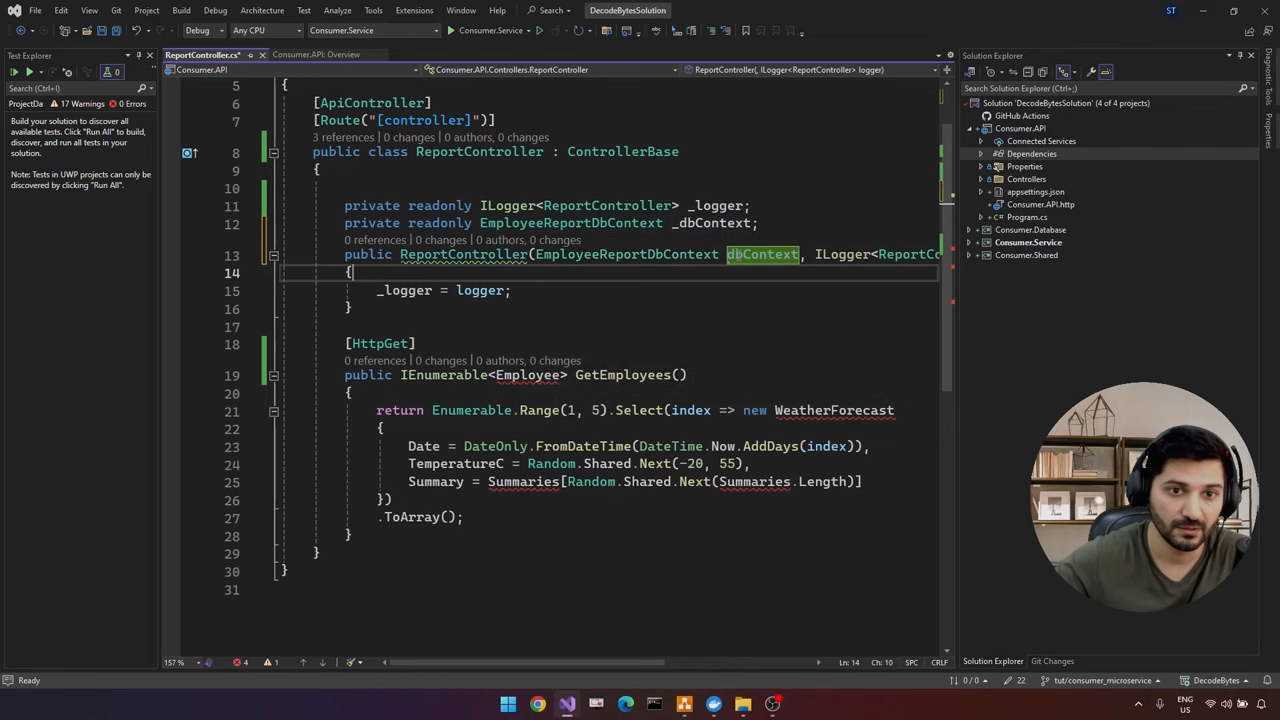 File Edit View Git Project Build Debug Architecture Test Analyze Tools Extensions Window Help Search DecodeBytesSolution ST
Debug Any CPU Consumer.Service Consumer.Service
Test Explorer
Search (Ctrl+I)
ProjectDa 17 Warnings 0 Errors
Build your solution to discover all
available tests. Click "Run All" to build,
discover, and run all tests in your
solution.
Note: Tests in UWP projects can only be
discovered by clicking "Run All".
ReportController.cs* Consumer.API: Overview
Consumer.API Consumer.API.Controllers.ReportController ReportController(, ILogger<ReportController> logger)
5 {
6 [ApiController]
7 [Route("[controller]")]
3 references | 0 changes | 0 authors, 0 changes
8 public class ReportController : ControllerBase
9 {
10
11 private readonly ILogger<ReportController> _logger;
12 private readonly EmployeeReportDbContext _dbContext;
0 references | 0 changes | 0 authors, 0 changes
13 public ReportController(EmployeeReportDbContext dbContext, ILogger<ReportCo
14 {
15 _logger = logger;
16 }
17
18 [HttpGet]
0 references | 0 changes | 0 authors, 0 changes
19 public IEnumerable<Employee> GetEmployees()
20 {
21 return Enumerable.Range(1, 5).Select(index => new WeatherForecast
22 {
23 Date = DateOnly.FromDateTime(DateTime.Now.AddDays(index)),
24 TemperatureC = Random.Shared.Next(-20, 55),
25 Summary = Summaries[Random.Shared.Next(Summaries.Length)]
26 })
27 .ToArray();
28 }
29 }
30 }
31
157 % 4 1 Ln: 14 Ch: 10 SPC CRLF
Solution Explorer
Search Solution Explorer (Ctrl+;)
Solution 'DecodeBytesSolution' (4 of 4 projects)
GitHub Actions
Consumer.API
Connected Services
Dependencies
Properties
Controllers
appsettings.json
Consumer.API.http
Program.cs
Consumer.Database
Consumer.Service
Consumer.Shared
Solution Explorer Git Changes
Diagnostic Tools
Properties
Ready 0 / 0 22 tut/consumer_microservice DecodeBytes
ENG
US